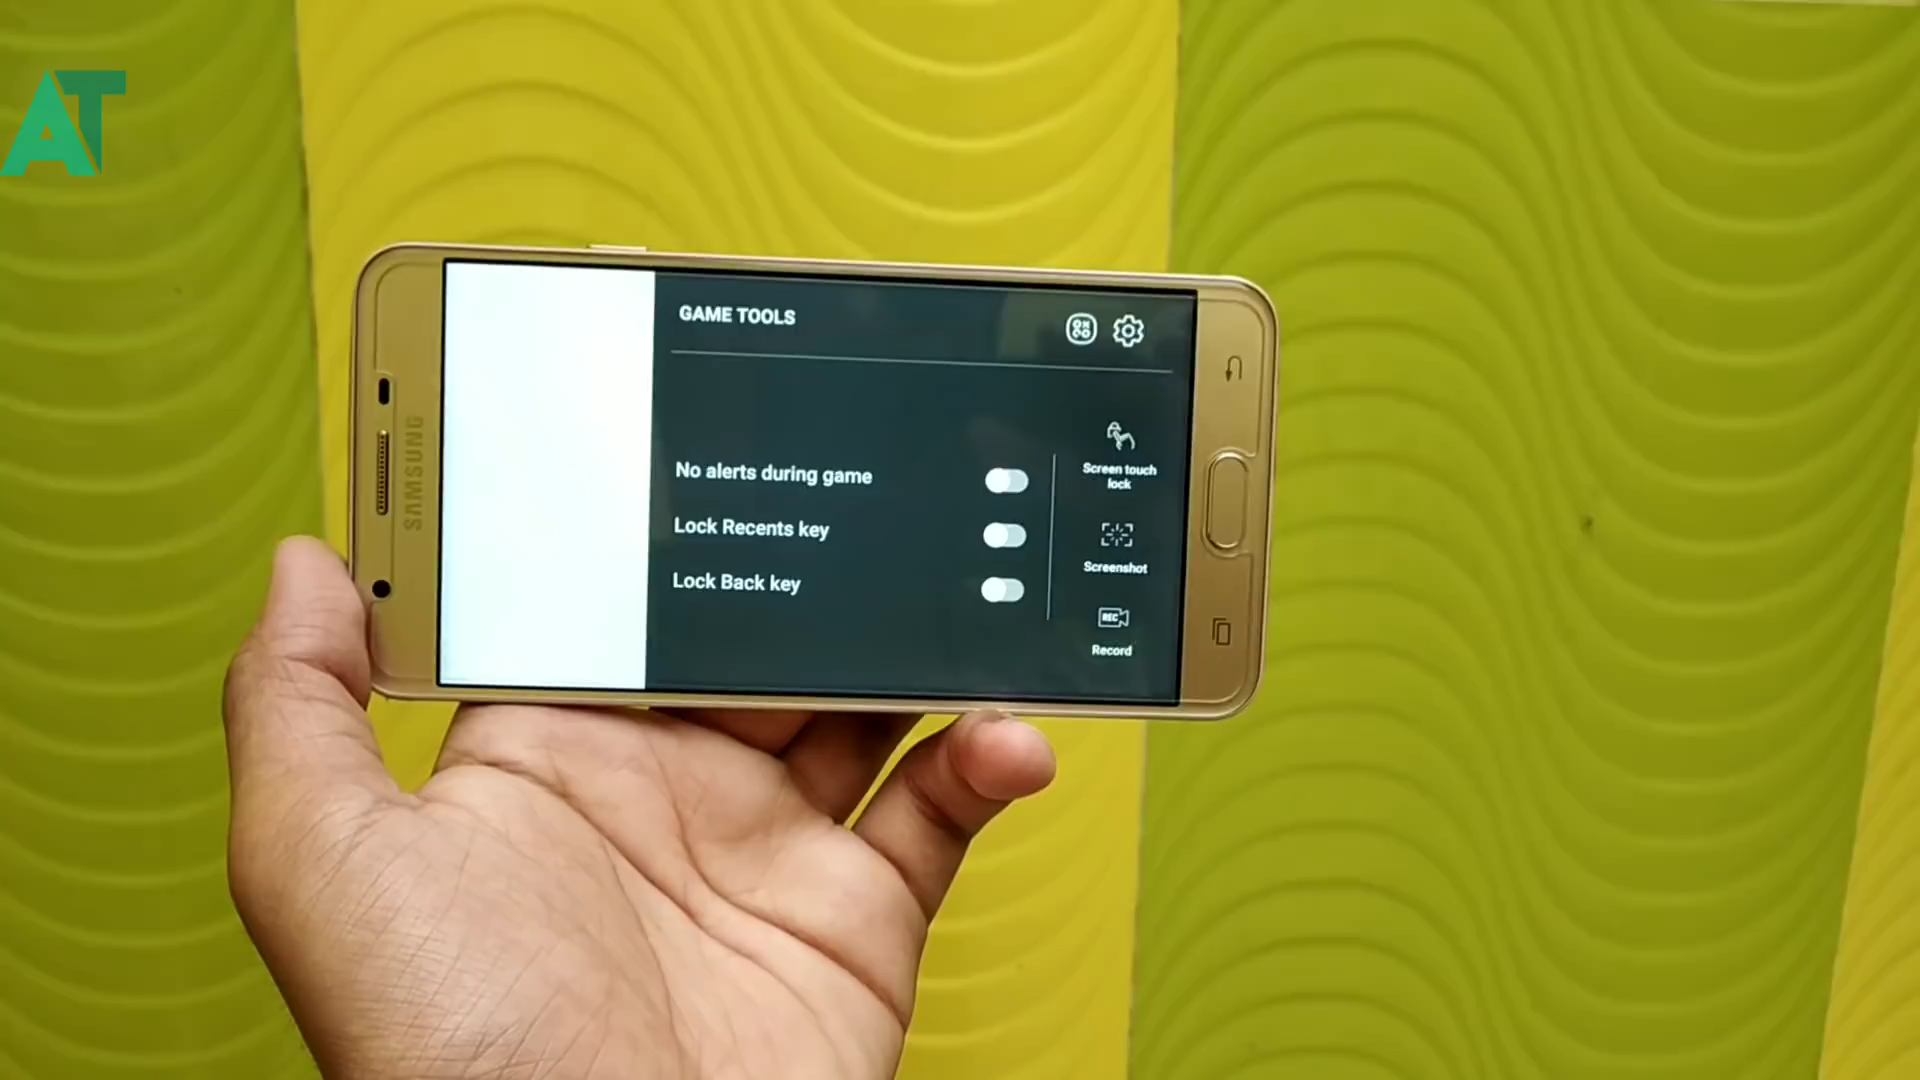 AT
SAMSUNG
GAME TOOLS
No alerts during game
Lock Recents key
Lock Back key
Screen touch
lock
Screenshot
REC
Record